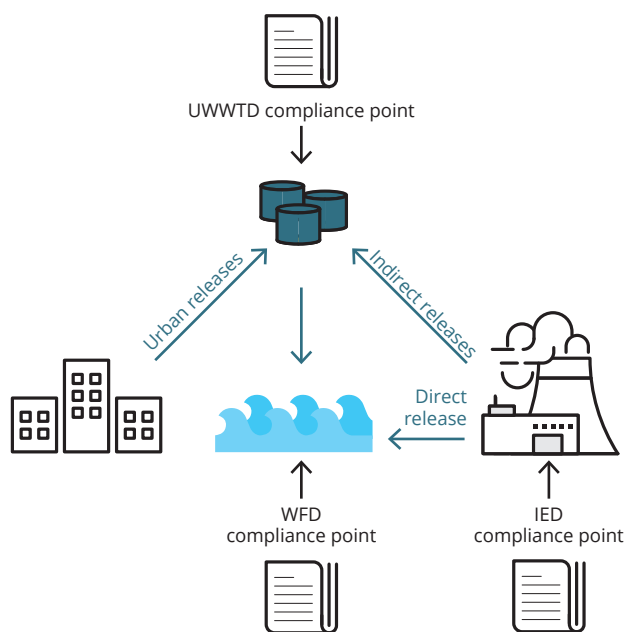 UWWTD compliance point
Urban releases
Indirect releases
Direct
release
WFD
compliance point
IED
compliance point